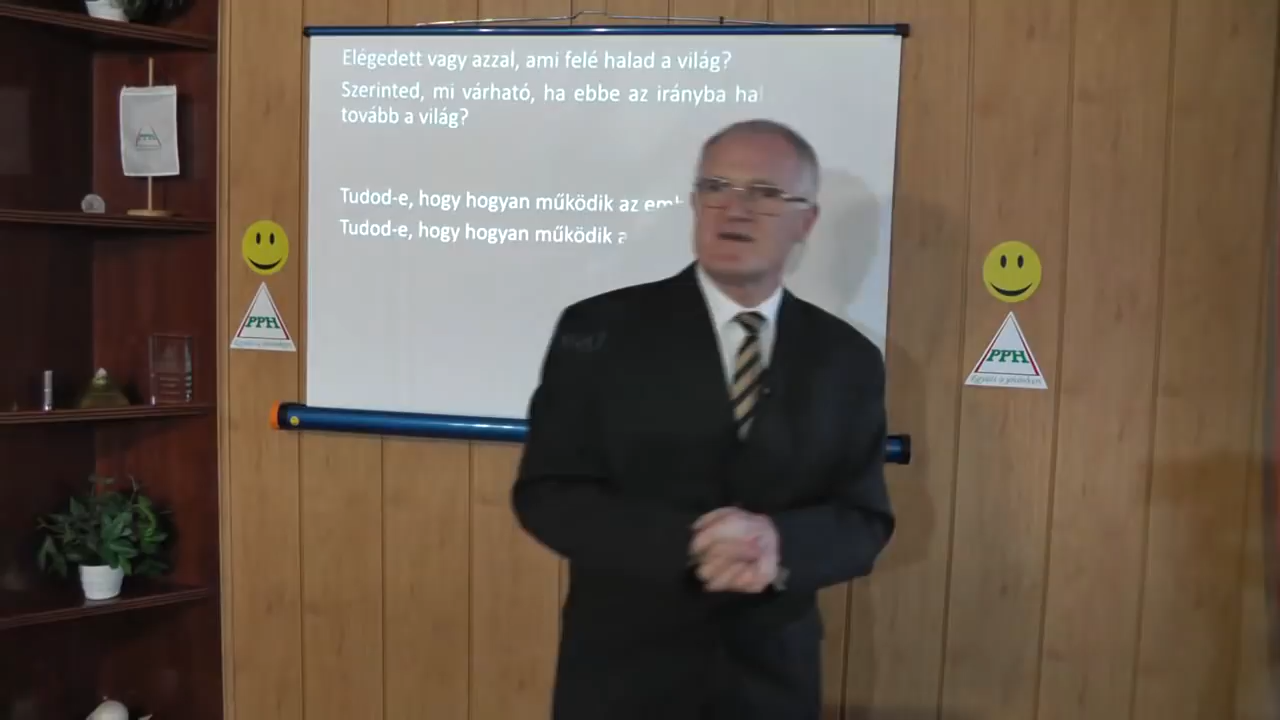 Elégedett vagy azzal, ami felé halad a világ?
Szerinted, mi várható, ha ebbe az irányba
tovább a világ?
Tudod-e, hogy hogyan működik az
Tudod-e, hogy hogyan működik
PPH
PPH